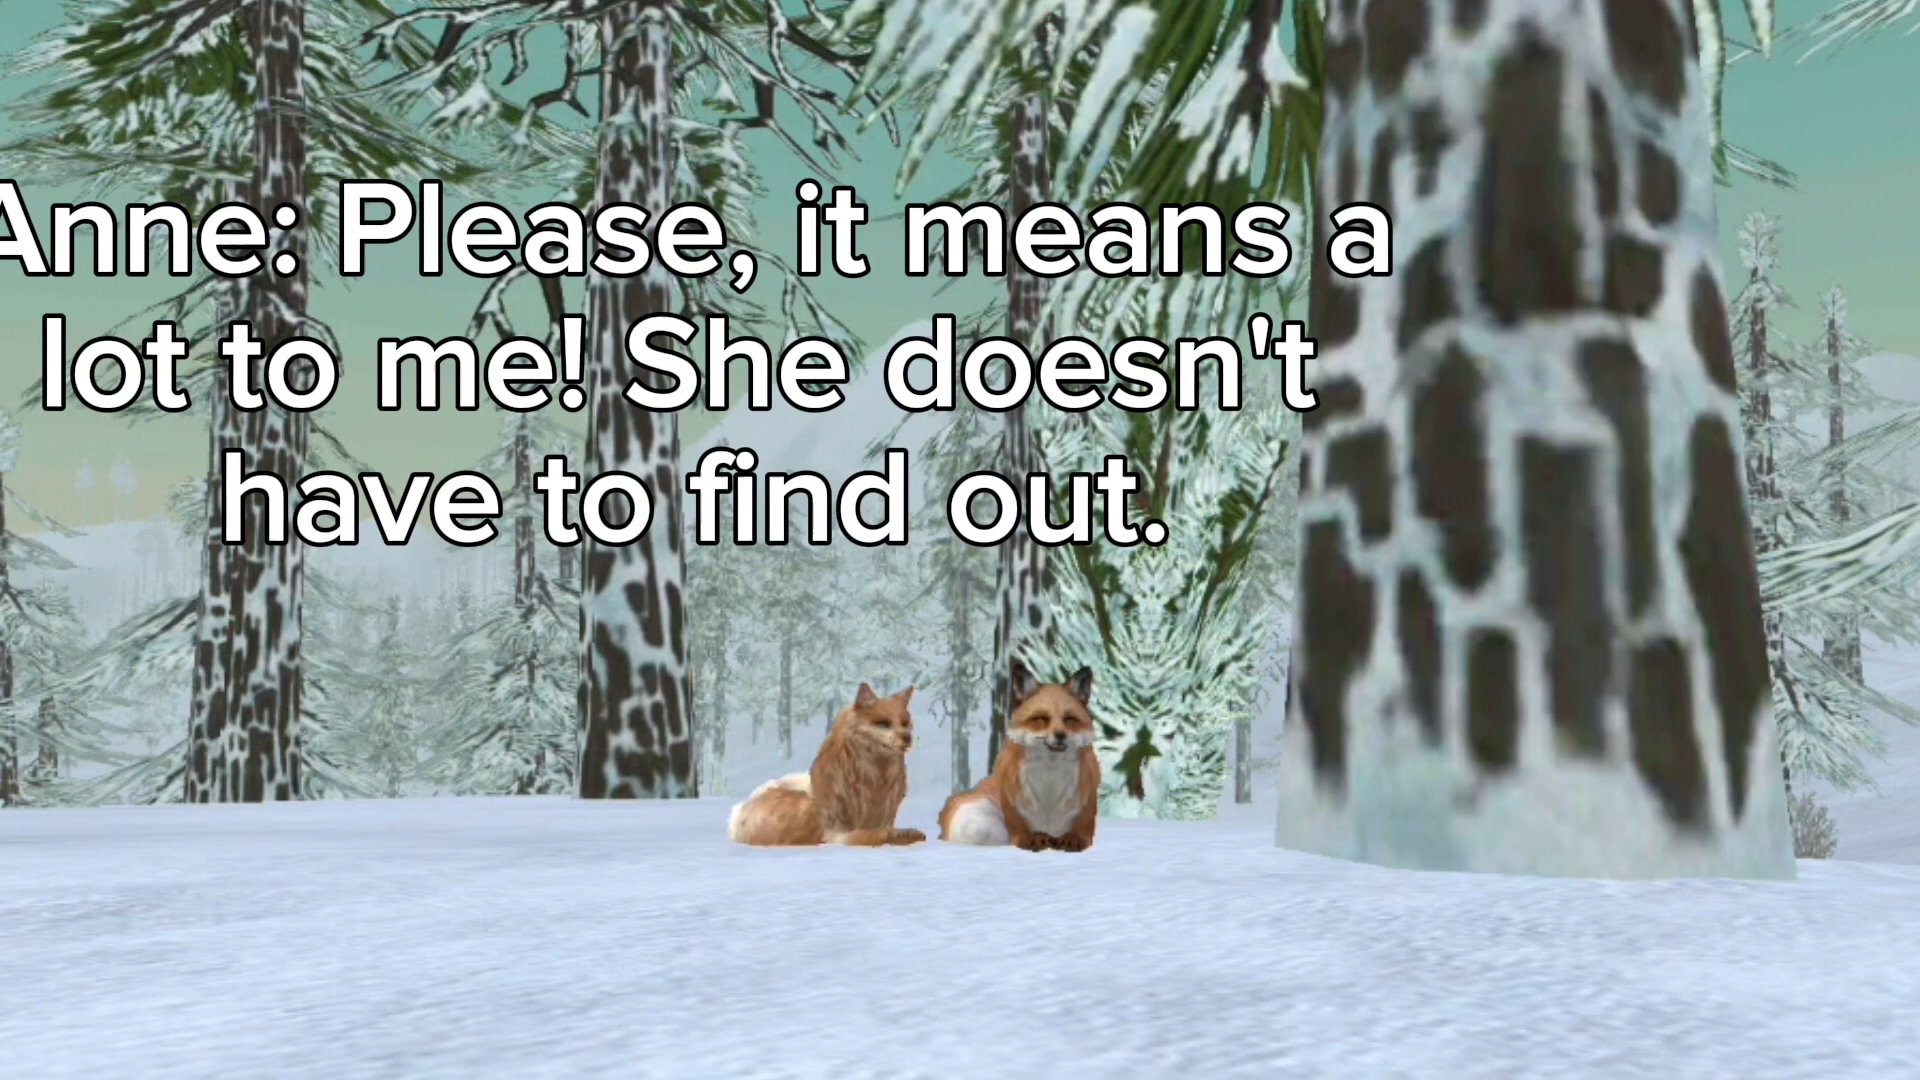 Anne: Please, it means a
lot to me! She doesn't
have to find out.